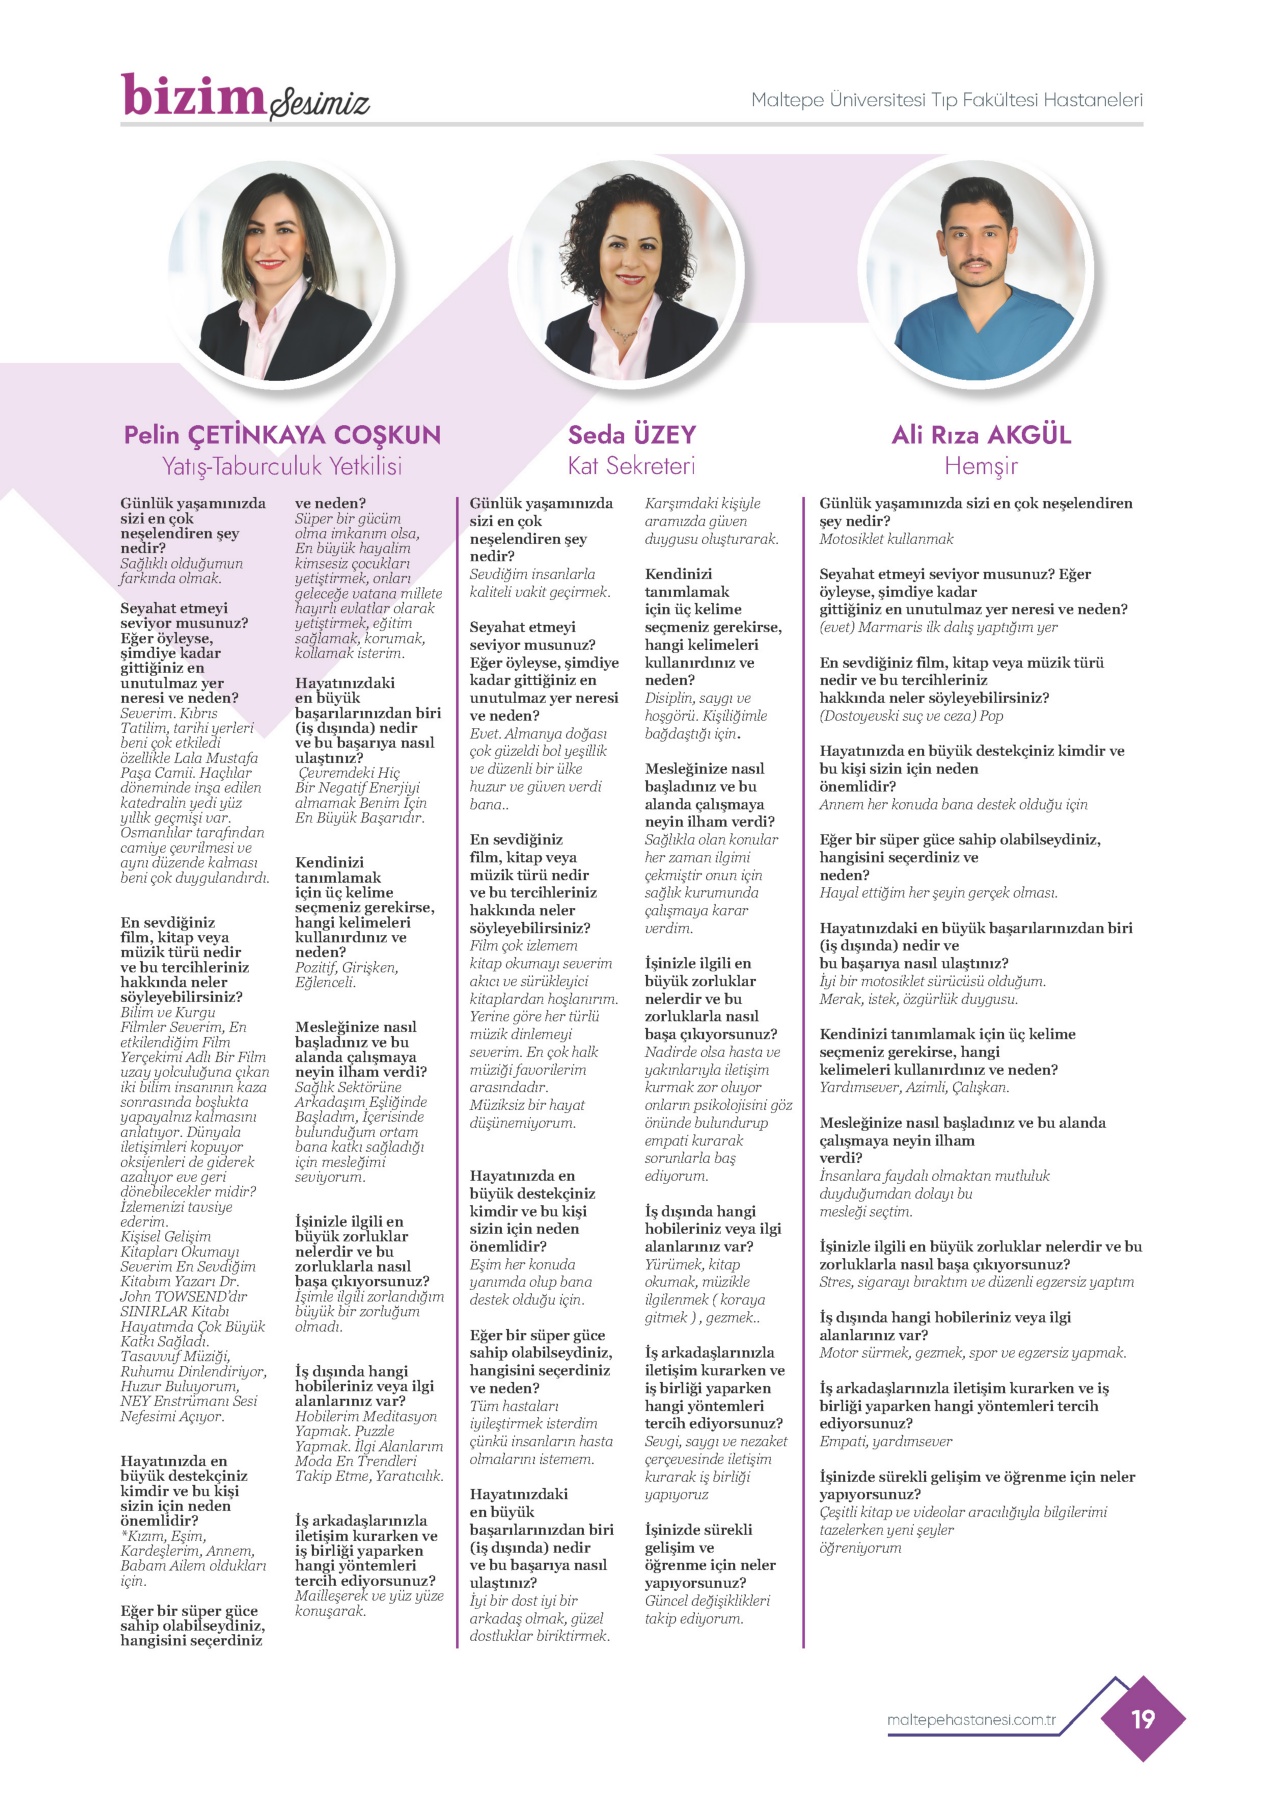 bizim Sesimiz
Maltepe Üniversitesi Tıp Fakültesi Hastaneleri
Pelin ÇETİNKAYA COŞKUN
Yatış-Taburculuk Yetkilisi
Günlük yaşamınızda
sizi en çok
neşelendiren şey
nedir?
Sağlıklı olduğumun
farkında olmak.
Seyahat etmeyi
seviyor musunuz?
Eğer öyleyse,
şimdiye kadar
gittiğiniz en
unutulmaz yer
neresi ve neden?
Severim. Kıbrıs
Tatilim, tarihi yerleri
beni çok etkiledi
özellikle Lala Mustafa
Paşa Camii. Haçlılar
döneminde inşa edilen
katedralin yedi yüz
yıllık geçmişi var.
Osmanlılar tarafından
camiye çevrilmesi ve
aynı düzende kalması
beni çok duygulandırdı.
En sevdiğiniz
film, kitap veya
müzik türü nedir
ve bu tercihleriniz
hakkında neler
söyleyebilirsiniz?
Bilim ve Kurgu
Filmler Severim, En
etkilendiğim Film
Yerçekimi Adlı Bir Film
uzay yolculuğuna çıkan
iki bilim insanının kaza
sonrasında boşlukta
yapayalnız kalmasını
anlatıyor. Dünyala
iletişimleri kopuyor
oksijenleri de giderek
azalıyor eve geri
dönebilecekler midir?
İzlemenizi tavsiye
ederim.
Kişisel Gelişim
Kitapları Okumayı
Severim En Sevdiğim
Kitabım Yazarı Dr.
John TOWSEND'dır
SINIRLAR Kitabı
Hayatımda Çok Büyük
Katkı Sağladı.
Tasavvuf Müziği,
Ruhumu Dinlendiriyor,
Huzur Buluyorum,
NEY Enstrümanı Sesi
Nefesimi Açıyor.
Hayatınızda en
büyük destekçiniz
kimdir ve bu kişi
sizin için neden
önemlidir?
*Kızım, Eşim,
Kardeşlerim, Annem,
Babam Ailem oldukları
için.
Eğer bir süper güce
sahip olabilseydiniz,
hangisini seçerdiniz
ve neden?
Süper bir gücüm
olma imkanım olsa,
En büyük hayalim
kimsesiz çocukları
yetiştirmek, onları
geleceğe vatana millete
hayırlı evlatlar olarak
yetiştirmek, eğitim
sağlamak, korumak,
kollamak isterim.
Hayatınızdaki
en büyük
başarılarınızdan biri
(iş dışında) nedir
ve bu başarıya nasıl
ulaştınız?
Çevremdeki Hiç
Bir Negatif Enerjiyi
almamak Benim İçin
En Büyük Başarıdır.
Kendinizi
tanımlamak
için üç kelime
seçmeniz gerekirse,
hangi kelimeleri
kullanırdınız ve
neden?
Pozitif, Girişken,
Eğlenceli.
Mesleğinize nasıl
başladınız ve bu
alanda çalışmaya
neyin ilham verdi?
Sağlık Sektörüne
Arkadaşım Eşliğinde
Başladım, İçerisinde
bulunduğum ortam
bana katkı sağladığı
için mesleğimi
seviyorum.
İşinizle ilgili en
büyük zorluklar
nelerdir ve bu
zorluklarla nasıl
başa çıkıyorsunuz?
İşimle ilgili zorlandığım
büyük bir zorluğum
olmadı.
İş dışında hangi
hobileriniz veya ilgi
alanlarınız var?
Hobilerim Meditasyon
Yapmak. Puzzle
Yapmak. İlgi Alanlarım
Moda En Trendleri
Takip Etme, Yaratıcılık.
İş arkadaşlarınızla
iletişim kurarken ve
iş birliği yaparken
hangi yöntemleri
tercih ediyorsunuz?
Mailleşerek ve yüz yüze
konuşarak.
Seda ÜZEY
Kat Sekreteri
Günlük yaşamınızda
sizi en çok
neşelendiren şey
nedir?
Sevdiğim insanlarla
kaliteli vakit geçirmek.
Seyahat etmeyi
seviyor musunuz?
Eğer öyleyse, şimdiye
kadar gittiğiniz en
unutulmaz yer neresi
ve neden?
Evet. Almanya doğası
çok güzeldi bol yeşillik
ve düzenli bir ülke
huzur ve güven verdi
bana..
En sevdiğiniz
film, kitap veya
müzik türü nedir
ve bu tercihleriniz
hakkında neler
söyleyebilirsiniz?
Film çok izlemem
kitap okumayı severim
akıcı ve sürükleyici
kitaplardan hoşlanırım.
Yerine göre her türlü
müzik dinlemeyi
severim. En çok halk
müziği favorilerim
arasındadır.
Müziksiz bir hayat
düşünemiyorum.
Hayatınızda en
büyük destekçiniz
kimdir ve bu kişi
sizin için neden
önemlidir?
Eşim her konuda
yanımda olup bana
destek olduğu için.
Eğer bir süper güce
sahip olabilseydiniz,
hangisini seçerdiniz
ve neden?
Tüm hastaları
iyileştirmek isterdim
çünkü insanların hasta
olmalarını istemem.
Hayatınızdaki
en büyük
başarılarınızdan biri
(iş dışında) nedir
ve bu başarıya nasıl
ulaştınız?
İyi bir dost iyi bir
arkadaş olmak, güzel
dostluklar biriktirmek.
Karşımdaki kişiyle
aramızda güven
duygusu oluşturarak.
Kendinizi
tanımlamak
için üç kelime
seçmeniz gerekirse,
hangi kelimeleri
kullanırdınız ve
neden?
Disiplin, saygı ve
hoşgörü. Kişiliğimle
bağdaştığı için.
Mesleğinize nasıl
başladınız ve bu
alanda çalışmaya
neyin ilham verdi?
Sağlıkla olan konular
her zaman ilgimi
çekmiştir onun için
sağlık kurumunda
çalışmaya karar
verdim.
İşinizle ilgili en
büyük zorluklar
nelerdir ve bu
zorluklarla nasıl
başa çıkıyorsunuz?
Nadirde olsa hasta ve
yakınlarıyla iletişim
kurmak zor oluyor
onların psikolojisini göz
önünde bulundurup
empati kurarak
sorunlarla baş
ediyorum.
İş dışında hangi
hobileriniz veya ilgi
alanlarınız var?
Yürümek, kitap
okumak, müzikle
ilgilenmek ( koraya
gitmek ) , gezmek..
İş arkadaşlarınızla
iletişim kurarken ve
iş birliği yaparken
hangi yöntemleri
tercih ediyorsunuz?
Sevgi, saygı ve nezaket
çerçevesinde iletişim
kurarak iş birliği
yapıyoruz
İşinizde sürekli
gelişim ve
öğrenme için neler
yapıyorsunuz?
Güncel değişiklikleri
takip ediyorum.
Ali Rıza AKGÜL
Hemşir
Günlük yaşamınızda sizi en çok neşelendiren
şey nedir?
Motosiklet kullanmak
Seyahat etmeyi seviyor musunuz? Eğer
öyleyse, şimdiye kadar
gittiğiniz en unutulmaz yer neresi ve neden?
(evet) Marmaris ilk dalış yaptığım yer
En sevdiğiniz film, kitap veya müzik türü
nedir ve bu tercihleriniz
hakkında neler söyleyebilirsiniz?
(Dostoyevski suç ve ceza) Pop
Hayatınızda en büyük destekçiniz kimdir ve
bu kişi sizin için neden
önemlidir?
Annem her konuda bana destek olduğu için
Eğer bir süper güce sahip olabilseydiniz,
hangisini seçerdiniz ve
neden?
Hayal ettiğim her şeyin gerçek olması.
Hayatınızdaki en büyük başarılarınızdan biri
(iş dışında) nedir ve
bu başarıya nasıl ulaştınız?
İyi bir motosiklet sürücüsü olduğum.
Merak, istek, özgürlük duygusu.
Kendinizi tanımlamak için üç kelime
seçmeniz gerekirse, hangi
kelimeleri kullanırdınız ve neden?
Yardımsever, Azimli, Çalışkan.
Mesleğinize nasıl başladınız ve bu alanda
çalışmaya neyin ilham
verdi?
İnsanlara faydalı olmaktan mutluluk
duyduğumdan dolayı bu
mesleği seçtim.
İşinizle ilgili en büyük zorluklar nelerdir ve bu
zorluklarla nasıl başa çıkıyorsunuz?
Stres, sigarayı bıraktım ve düzenli egzersiz yaptım
İş dışında hangi hobileriniz veya ilgi
alanlarınız var?
Motor sürmek, gezmek, spor ve egzersiz yapmak.
İş arkadaşlarınızla iletişim kurarken ve iş
birliği yaparken hangi yöntemleri tercih
ediyorsunuz?
Empati, yardımsever
İşinizde sürekli gelişim ve öğrenme için neler
yapıyorsunuz?
Çeşitli kitap ve videolar aracılığıyla bilgilerimi
tazelerken yeni şeyler
öğreniyorum
maltepehastanesi.com.tr
19